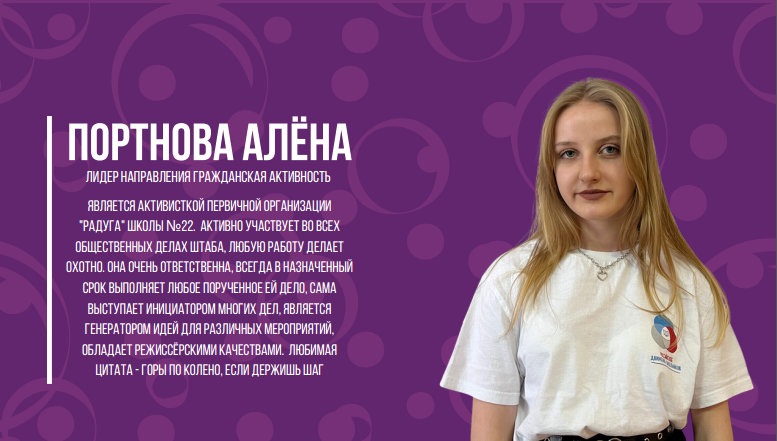 ПОРТНОВА АЛЁНА
ЛИДЕР НАПРАВЛЕНИЯ ГРАЖДАНСКАЯ АКТИВНОСТЬ
ЯВЛЯЕТСЯ АКТИВИСТКОЙ ПЕРВИЧНОЙ ОРГАНИЗАЦИИ
"РАДУГА" ШКОЛЫ №22. АКТИВНО УЧАСТВУЕТ ВО ВСЕХ
ОБЩЕСТВЕННЫХ ДЕЛАХ ШТАБА, ЛЮБУЮ РАБОТУ ДЕЛАЕТ
ОХОТНО. ОНА ОЧЕНЬ ОТВЕТСТВЕННА, ВСЕГДА В НАЗНАЧЕННЫЙ
СРОК ВЫПОЛНЯЕТ ЛЮБОЕ ПОРУЧЕННОЕ ЕЙ ДЕЛО, САМА
ВЫСТУПАЕТ ИНИЦИАТОРОМ МНОГИХ ДЕЛ, ЯВЛЯЕТСЯ
ГЕНЕРАТОРОМ ИДЕЙ ДЛЯ РАЗЛИЧНЫХ МЕРОПРИЯТИЙ,
ОБЛАДАЕТ РЕЖИССЁРСКИМИ КАЧЕСТВАМИ. ЛЮБИМАЯ
ЦИТАТА - ГОРЫ ПО КОЛЕНО, ЕСЛИ ДЕРЖИШЬ ШАГ